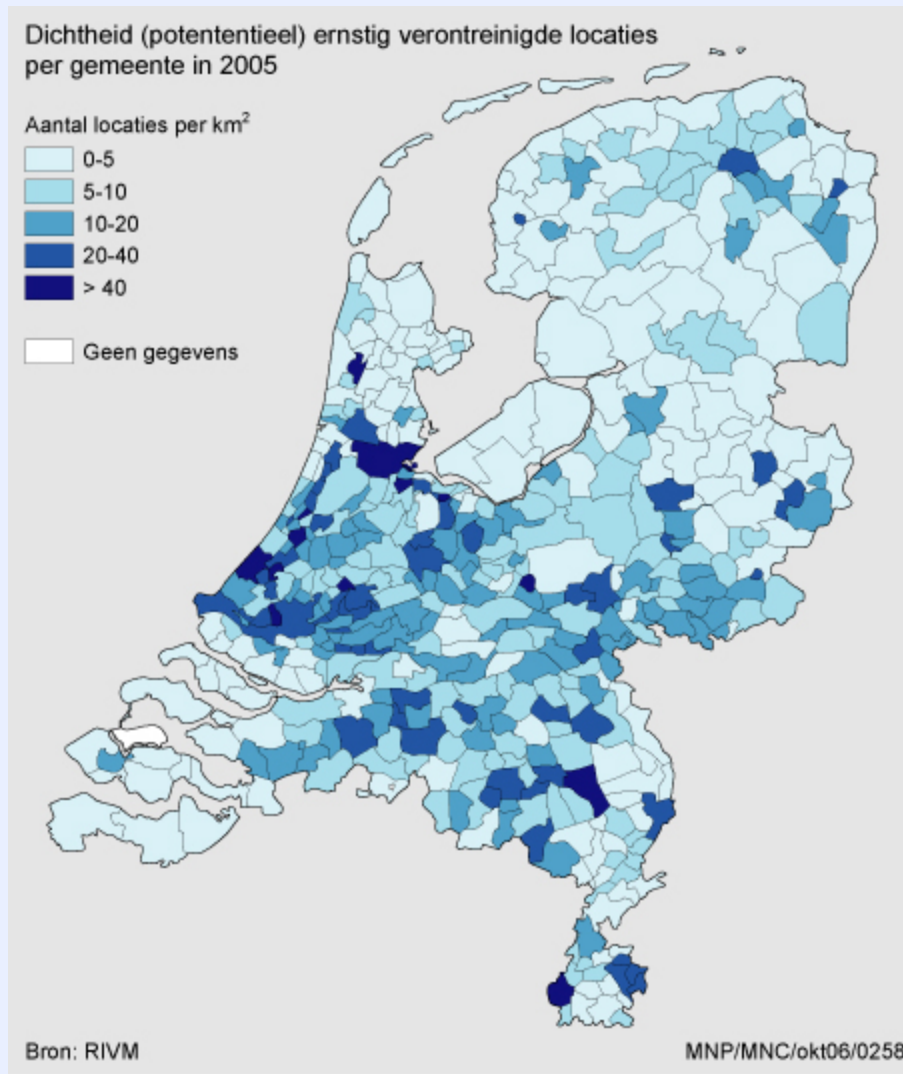 Dichtheid (potententieel) ernstig verontreinigde locaties
per gemeente in 2005
Aantal locaties per km²
0-5
5-10
10-20
20-40
> 40
Geen gegevens
Bron: RIVM
MNP/MNC/okt06/0258